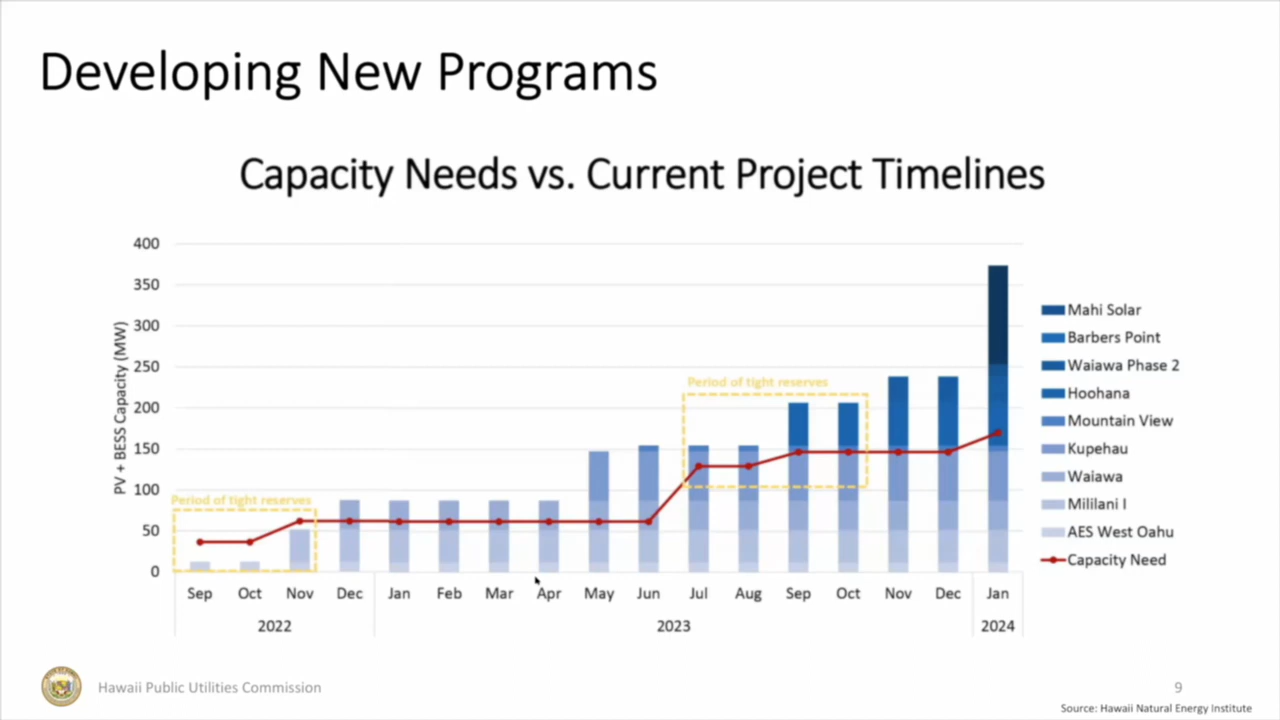 Developing New Programs
Capacity Needs vs. Current Project Timelines
PV + BESS Capacity (MW)
400
350
300
250
200
150
100
50
0
Period of tight reserves
Period of tight reserves
Sep Oct Nov Dec Jan Feb Mar Apr May Jun Jul Aug Sep Oct Nov Dec Jan
2022 2023 2024
Mahi Solar
Barbers Point
Waiawa Phase 2
Hoohana
Mountain View
Kupehau
Waiawa
Mililani I
AES West Oahu
Capacity Need
Hawaii Public Utilities Commission
9
Source: Hawaii Natural Energy Institute